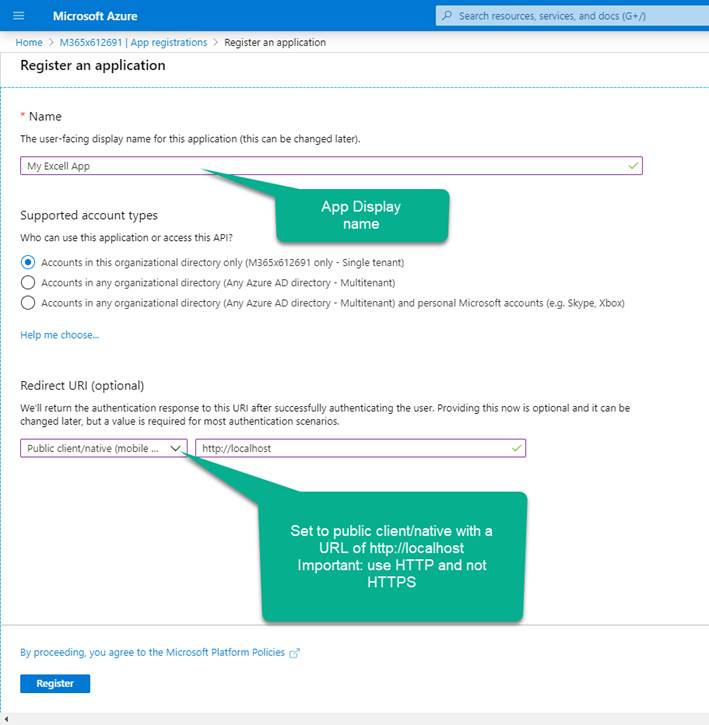 Microsoft Azure
Search resources, services, and docs (G+/)
Home > M365x612691 | App registrations > Register an application
Register an application
* Name
The user-facing display name for this application (this can be changed later).
My Excell App
App Display
name
Supported account types
Who can use this application or access this API?
Accounts in this organizational directory only (M365x612691 only - Single tenant)
Accounts in any organizational directory (Any Azure AD directory - Multitenant)
Accounts in any organizational directory (Any Azure AD directory - Multitenant) and personal Microsoft accounts (e.g. Skype, Xbox)
Help me choose...
Redirect URI (optional)
We'll return the authentication response to this URI after successfully authenticating the user. Providing this now is optional and it can be
changed later, but a value is required for most authentication scenarios.
Public client/native (mobile ...
http://localhost
Set to public client/native with a
URL of http://localhost
Important: use HTTP and not
HTTPS
By proceeding, you agree to the Microsoft Platform Policies
Register